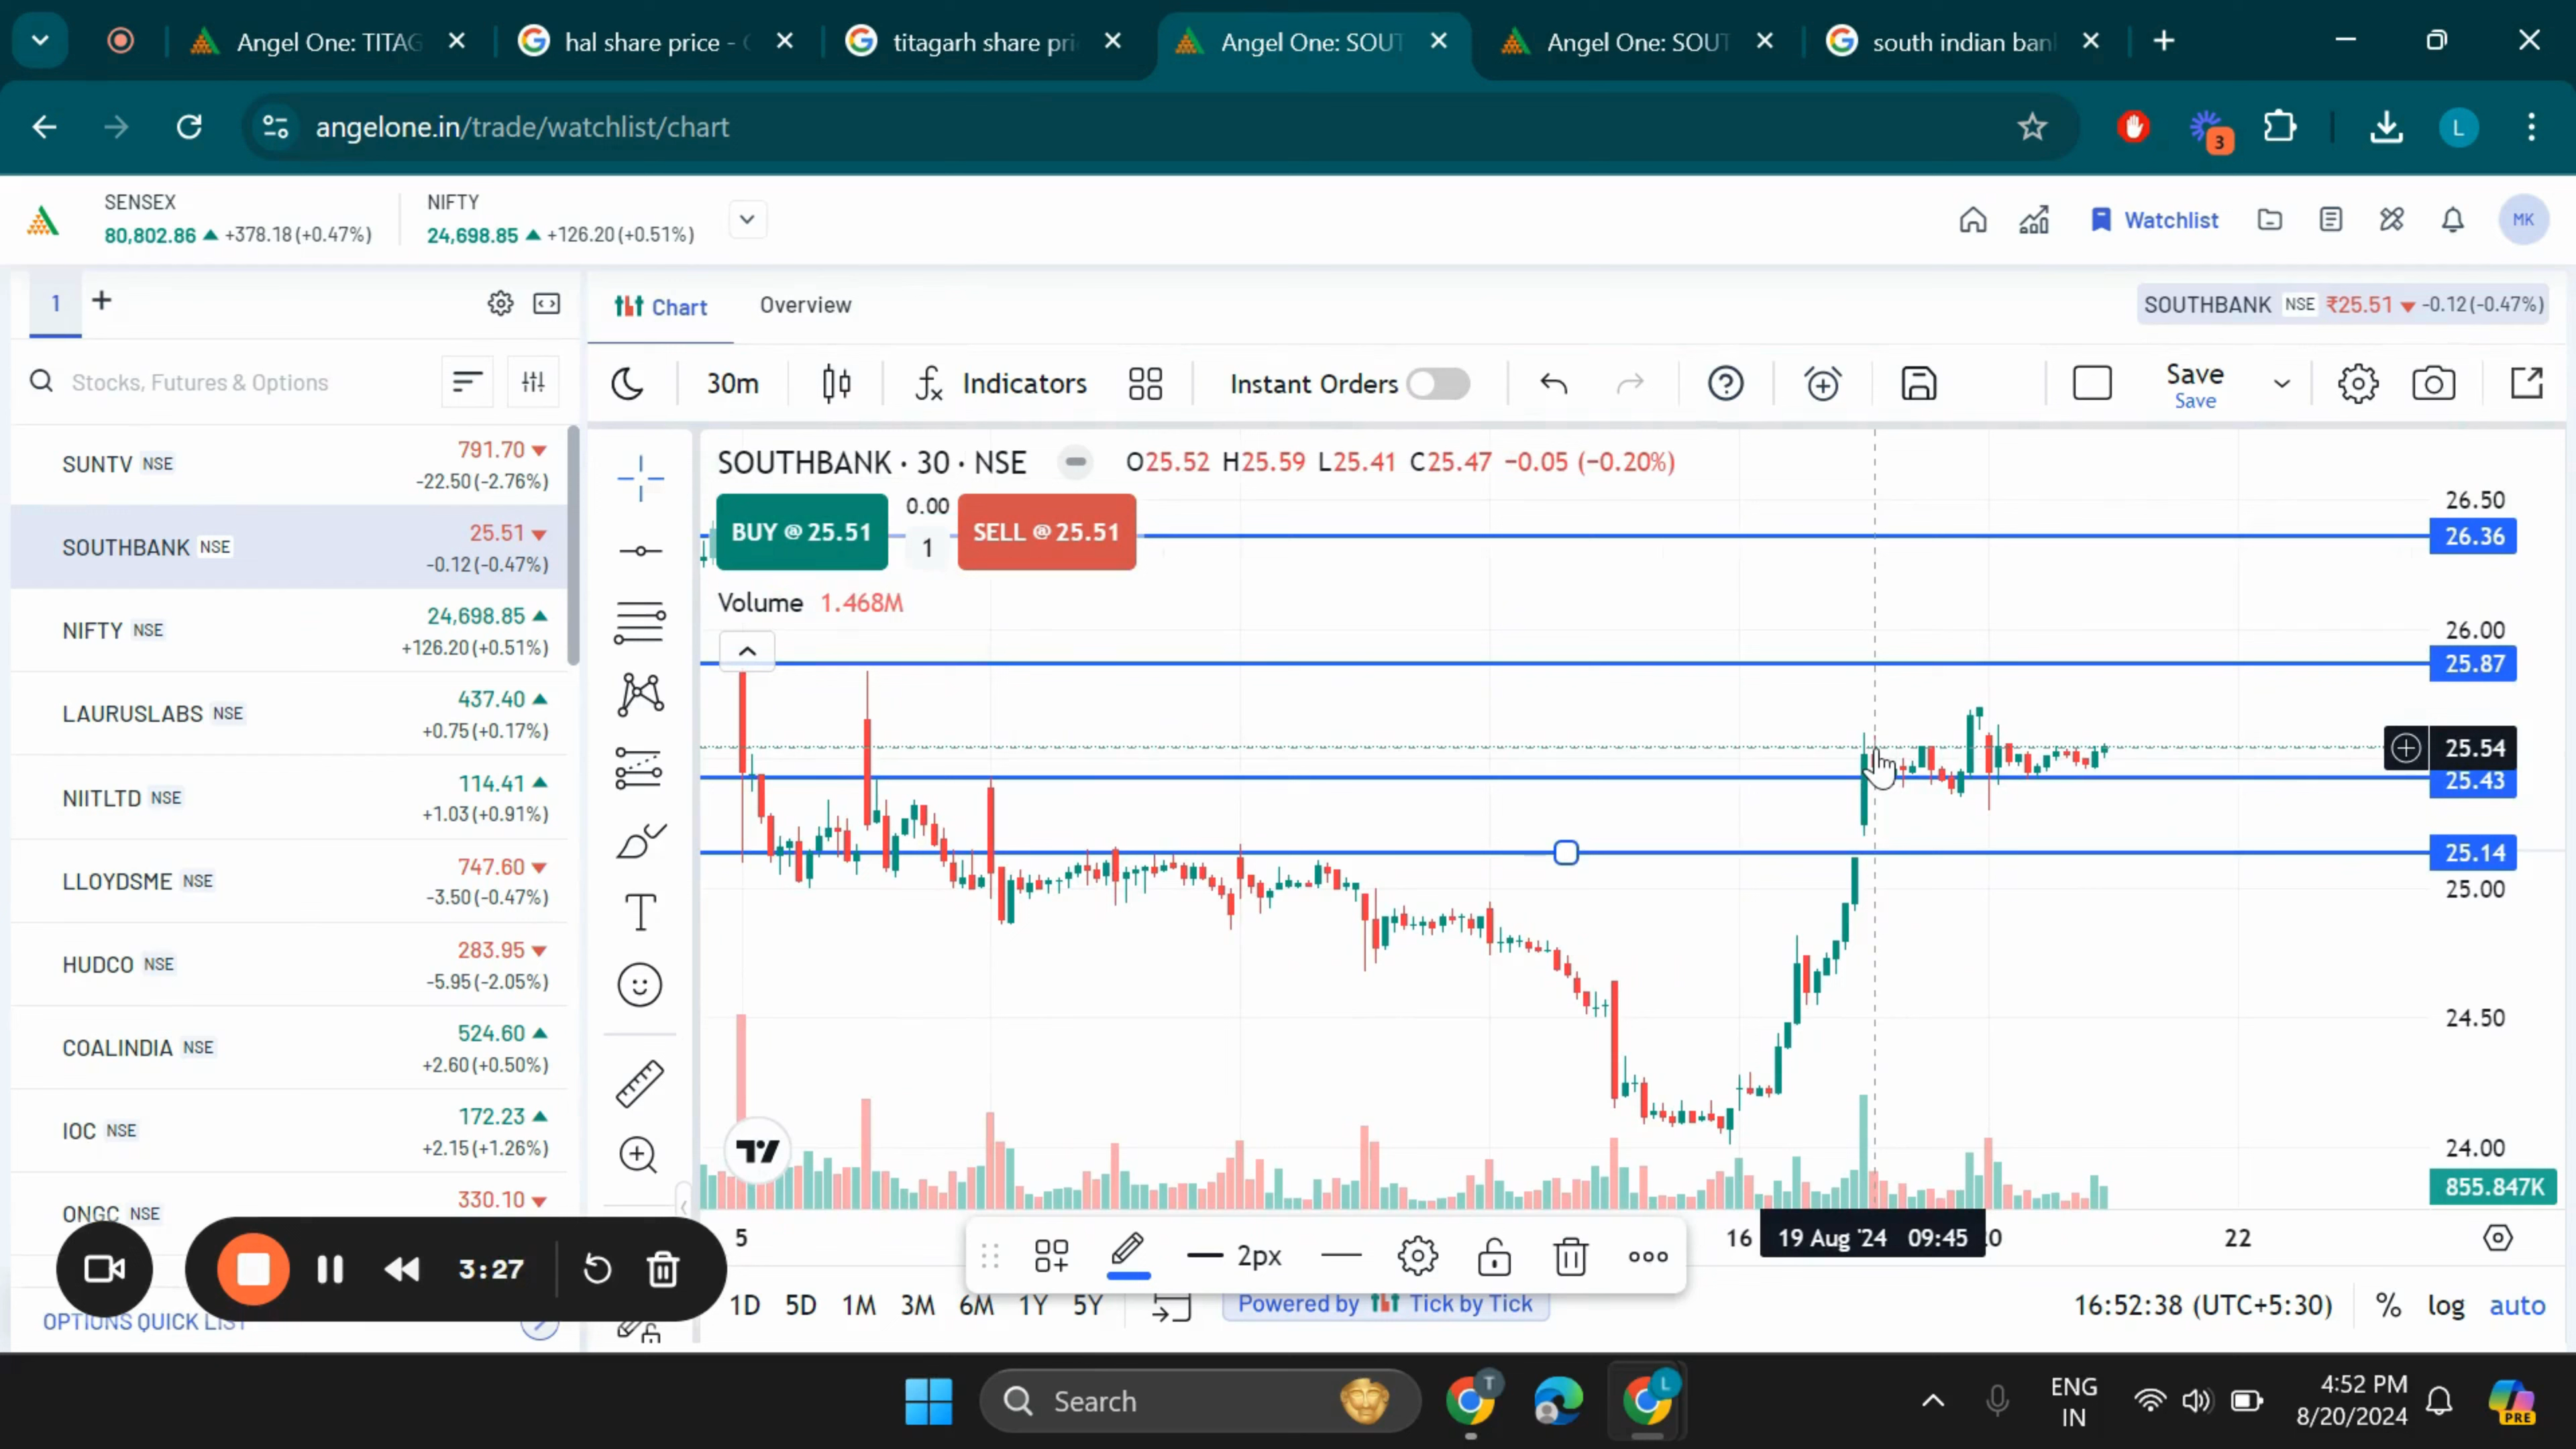 Angel One: TITAG
hal share price - G
titagarh share pri
Angel One: SOUT
Angel One: SOUT
south indian ban
angelone.in/trade/watchlist/chart
3
L
SENSEX
80,802.86 +378.18 (+0.47%)
NIFTY
24,698.85 +126.20 (+0.51%)
Watchlist
MK
1
Chart
Overview
SOUTHBANK NSE ₹25.51 -0.12 (-0.47%)
Stocks, Futures & Options
30m
Indicators
Instant Orders
Save
Save
SUNTV NSE
791.70
-22.50 (-2.76%)
SOUTHBANK NSE
25.51
-0.12 (-0.47%)
NIFTY NSE
24,698.85
+126.20 (+0.51%)
LAURUSLABS NSE
437.40
+0.75 (+0.17%)
NIITLTD NSE
114.41
+1.03 (+0.91%)
LLOYDSME NSE
747.60
-3.50 (-0.47%)
HUDCO NSE
283.95
-5.95 (-2.05%)
COALINDIA NSE
524.60
+2.60 (+0.50%)
IOC NSE
172.23
+2.15 (+1.26%)
ONGC NSE
330.10
SOUTHBANK · 30 · NSE
O25.52 H25.59 L25.41 C25.47 −0.05 (−0.20%)
BUY @ 25.51
0.00
1
SELL @ 25.51
Volume 1.468M
26.50
26.36
26.00
25.87
25.54
25.43
25.14
25.00
24.50
24.00
855.847K
5
16
19 Aug '24 09:45
0
22
3:27
2px
OPTIONS QUICK LIST
1D 5D 1M 3M 6M 1Y 5Y
Powered by Tick by Tick
16:52:38 (UTC+5:30)
%
log
auto
Search
T
L
ENG
IN
4:52 PM
8/20/2024
PRE